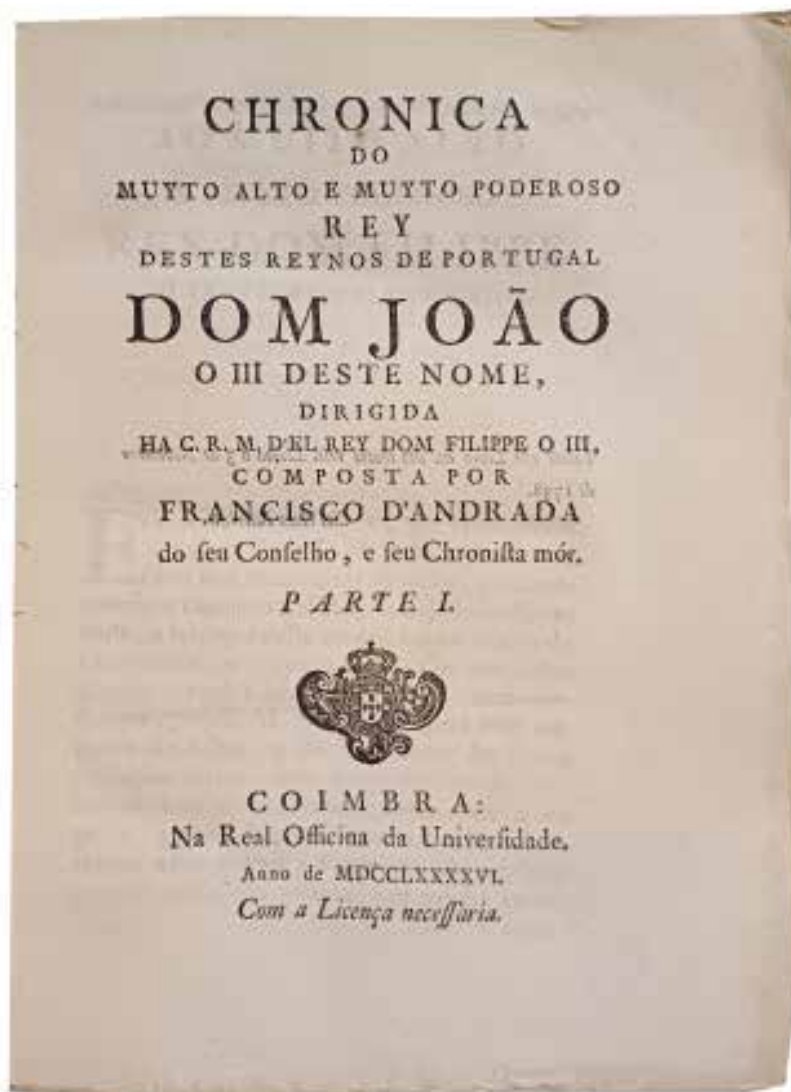 CHRONICA
DO
MUYTO ALTO E MUYTO PODEROSO
REY
DESTES REYNOS DE PORTUGAL
DOM JOÃO
O III DESTE NOME,
DIRIGIDA
HA C. R. M. D'EL REY DOM FILIPPE O III,
COMPOSTA POR
FRANCISCO D'ANDRADA
do ſeu Conſelho, e ſeu Chroniſta mór.
PARTE I.
COIMBRA:
Na Real Officina da Univerſidade.
Anno de MDCCLXXXXVI.
Com a Licença neceſſaria.